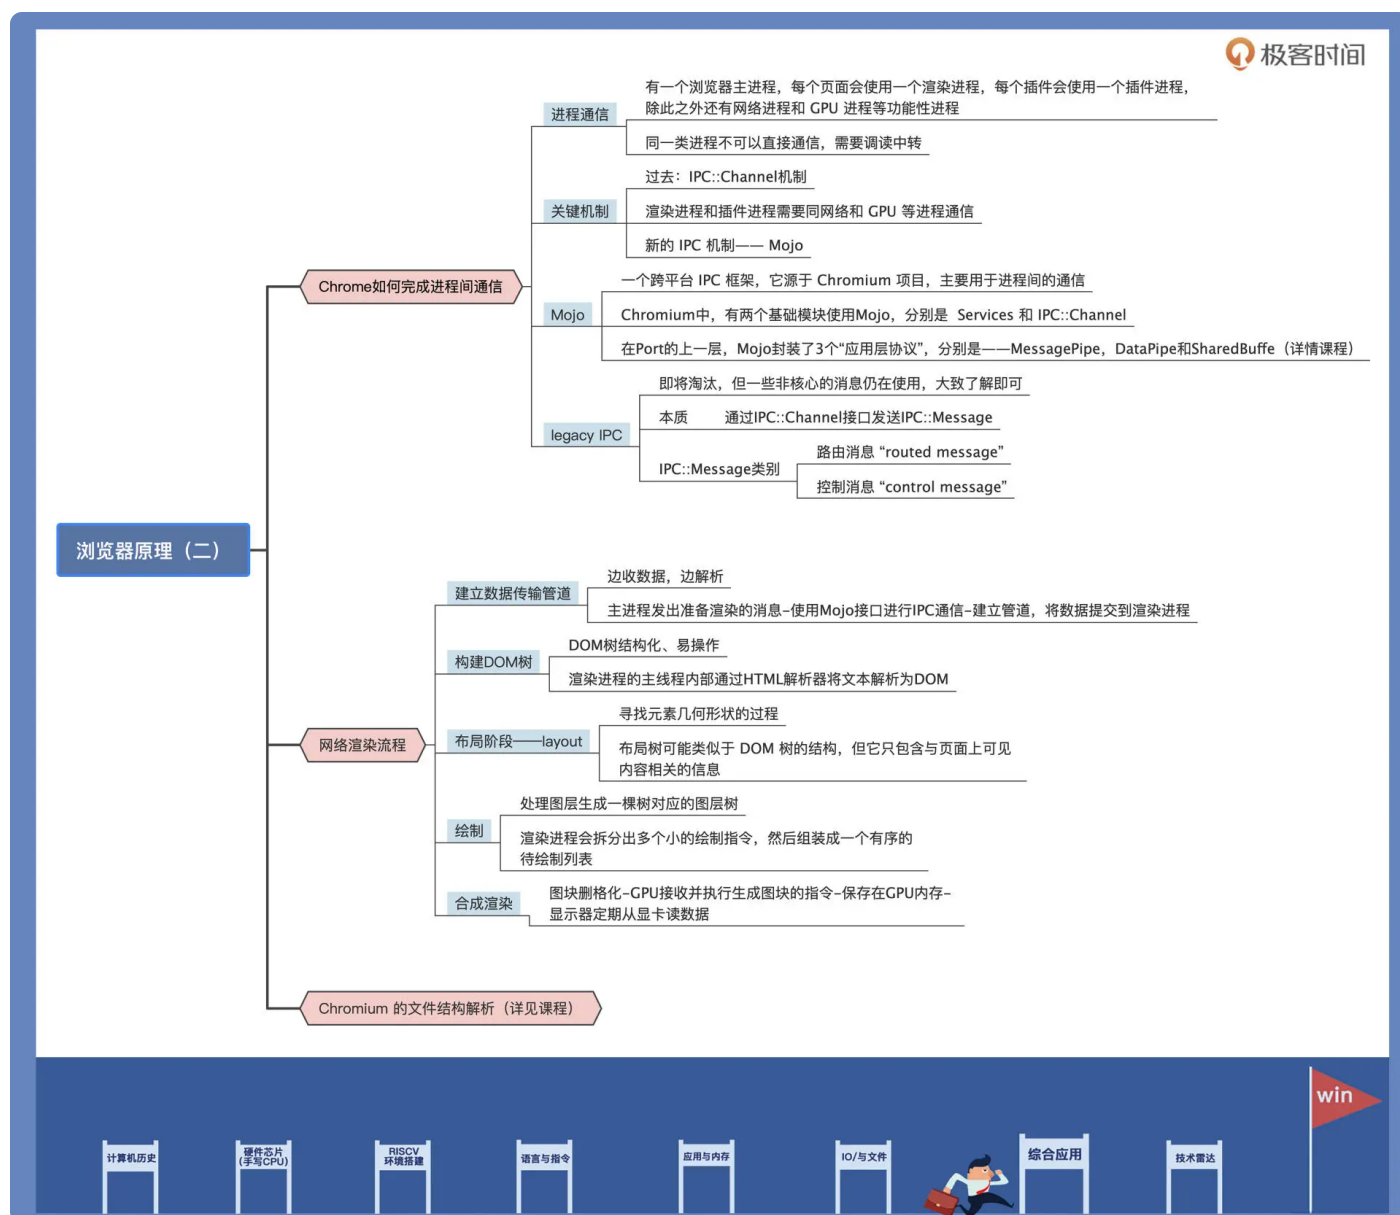 极客时间
浏览器原理（二）
Chrome如何完成进程间通信
进程通信
有一个浏览器主进程，每个页面会使用一个渲染进程，每个插件会使用一个插件进程，
除此之外还有网络进程和 GPU 进程等功能性进程
同一类进程不可以直接通信，需要调读中转
关键机制
过去：IPC::Channel机制
渲染进程和插件进程需要同网络和 GPU 等进程通信
新的 IPC 机制—— Mojo
Mojo
一个跨平台 IPC 框架，它源于 Chromium 项目，主要用于进程间的通信
Chromium中，有两个基础模块使用Mojo，分别是 Services 和 IPC::Channel
在Port的上一层，Mojo封装了3个“应用层协议”，分别是——MessagePipe，DataPipe和SharedBuffe（详情课程）
legacy IPC
即将淘汰，但一些非核心的消息仍在使用，大致了解即可
本质 通过IPC::Channel接口发送IPC::Message
IPC::Message类别
路由消息 “routed message”
控制消息 “control message”
网络渲染流程
建立数据传输管道
边收数据，边解析
主进程发出准备渲染的消息-使用Mojo接口进行IPC通信-建立管道，将数据提交到渲染进程
构建DOM树
DOM树结构化、易操作
渲染进程的主线程内部通过HTML解析器将文本解析为DOM
布局阶段——layout
寻找元素几何形状的过程
布局树可能类似于 DOM 树的结构，但它只包含与页面上可见
内容相关的信息
绘制
处理图层生成一棵树对应的图层树
渲染进程会拆分出多个小的绘制指令，然后组装成一个有序的
待绘制列表
合成渲染
图块删格化-GPU接收并执行生成图块的指令-保存在GPU内存-
显示器定期从显卡读数据
Chromium 的文件结构解析（详见课程）
计算机历史
硬件芯片
(手写CPU)
RISCV
环境搭建
语言与指令
应用与内存
IO/与文件
综合应用
技术雷达
win